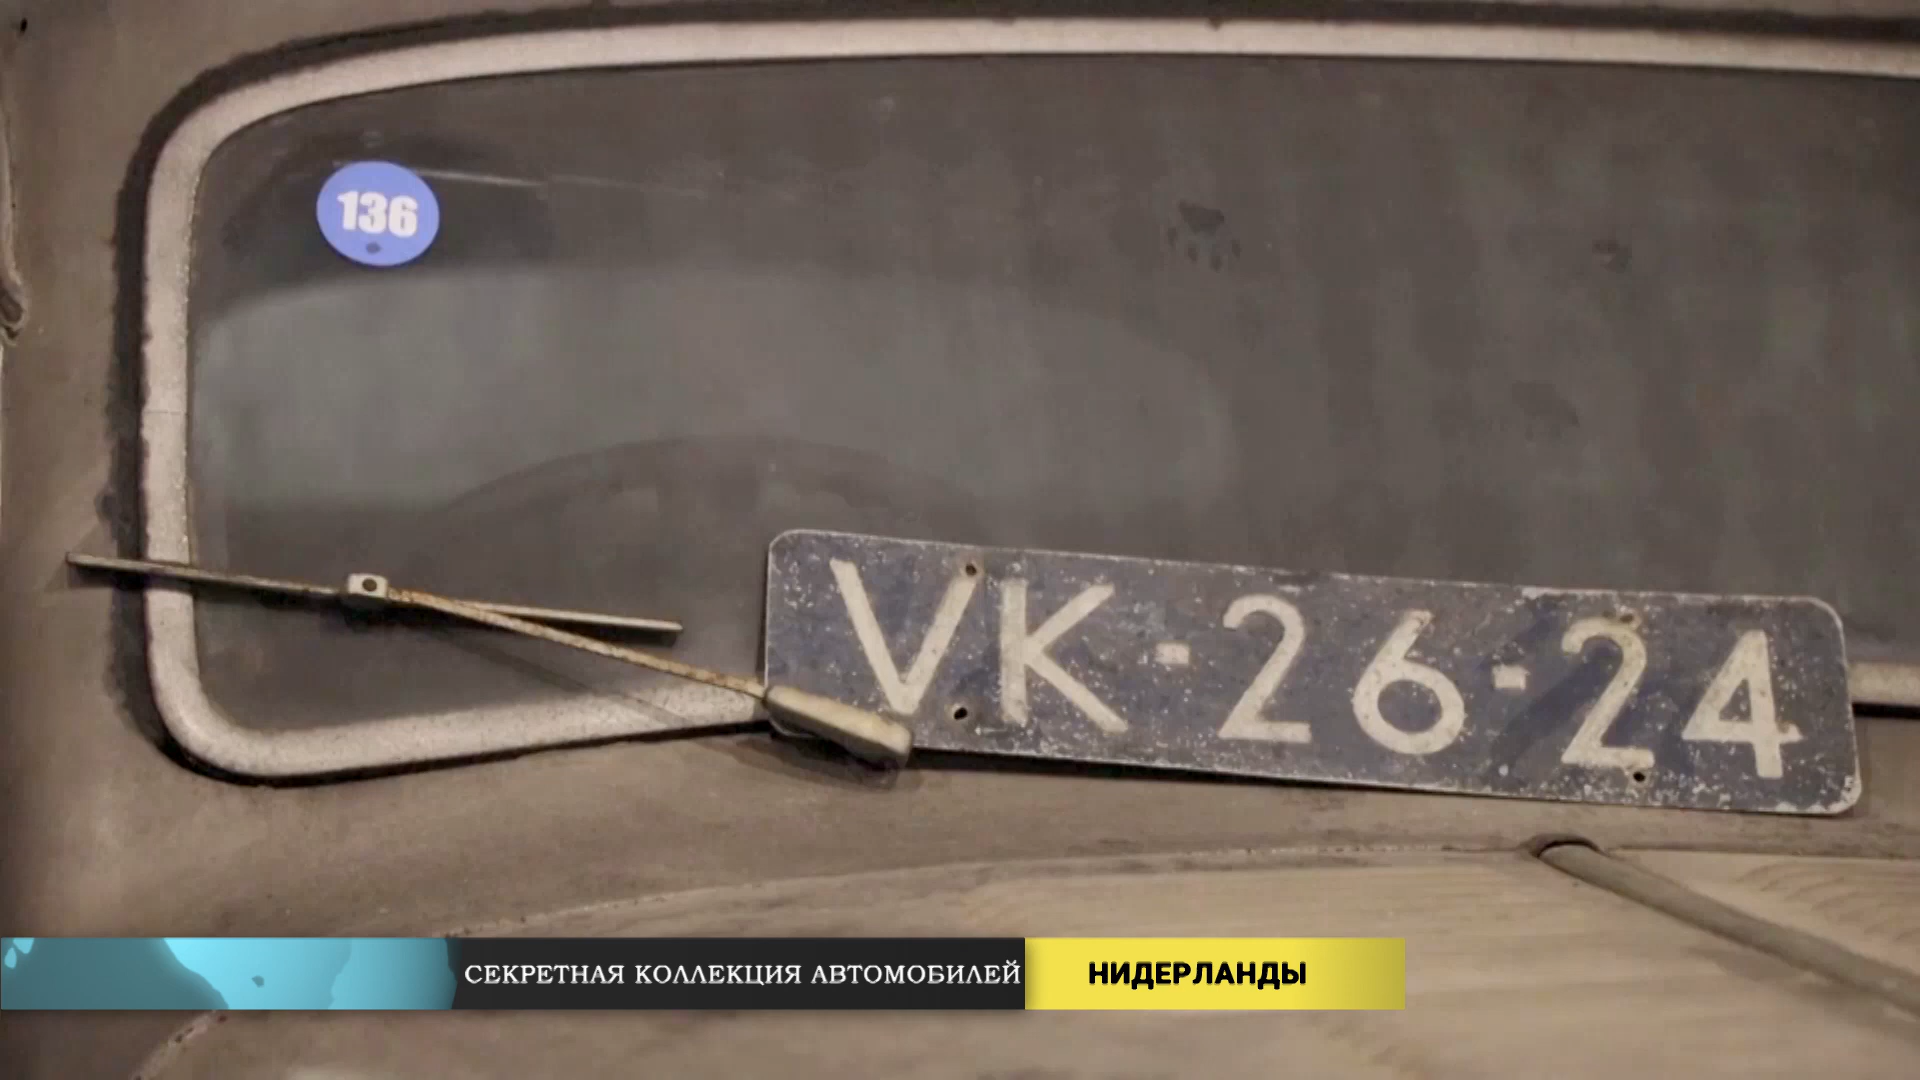 136
VK-26-24
СЕКРЕТНАЯ КОЛЛЕКЦИЯ АВТОМОБИЛЕЙ
НИДЕРЛАНДЫ